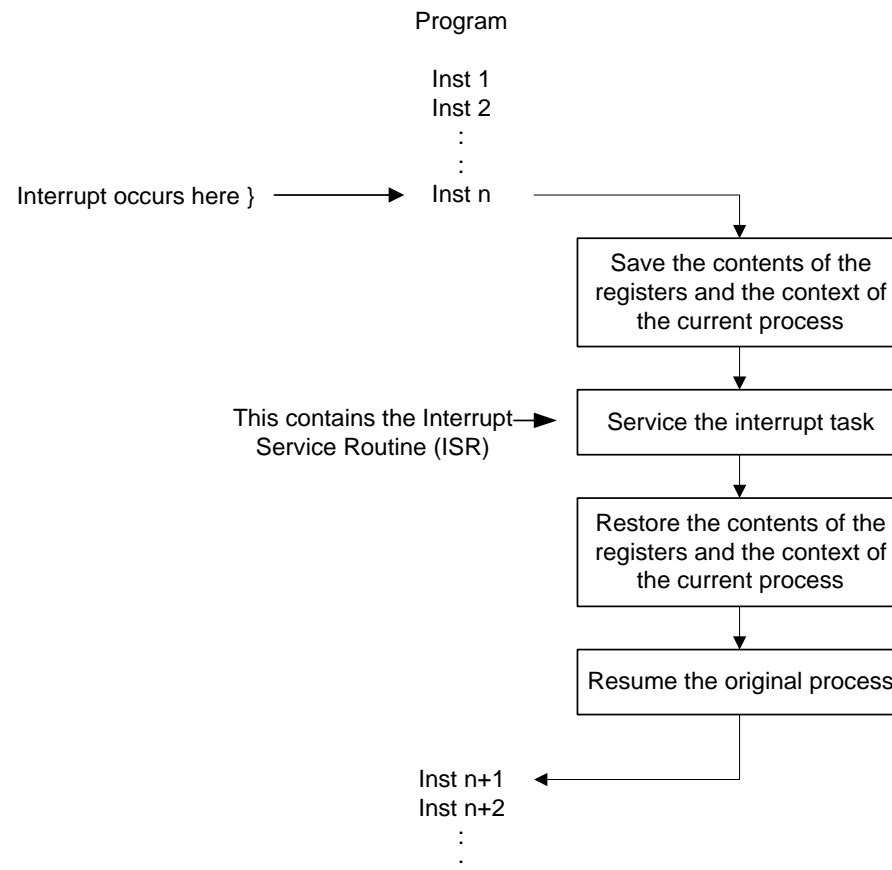 Program
Inst 1
Inst 2
:
:
Interrupt occurs here }
Inst n
Save the contents of the
registers and the context of
the current process
This contains the Interrupt
Service Routine (ISR)
Service the interrupt task
Restore the contents of the
registers and the context of
the current process
Resume the original process
Inst n+1
Inst n+2
:
.